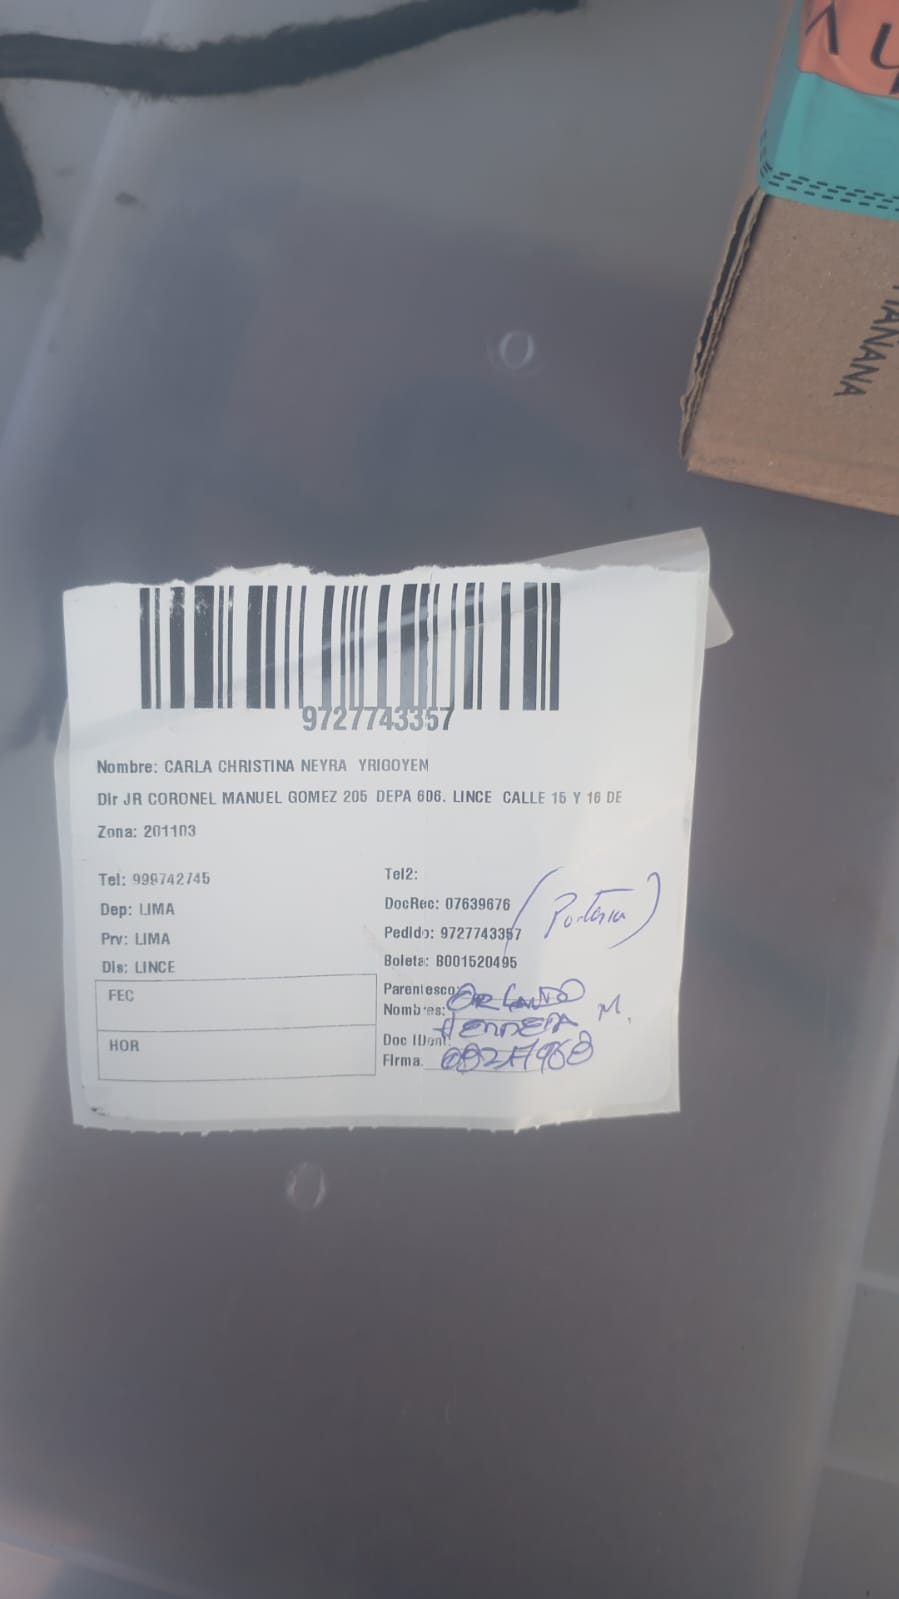 MAÑANA
9727743357
Nombre: CARLA CHRISTINA NEYRA YRIGOYEN
Dir JR CORONEL MANUEL GOMEZ 205 DEPA 606. LINCE CALLE 15 Y 16 DE
Zona: 201103
Tel: 999742745
Dep: LIMA
Prv: LIMA
Dis: LINCE
FEC
HOR
Tel2:
DocRec: 07639676
Pedido: 9727743357
(Porteria)
Boleta: B001520495
Parentesco:
Nombres: ORLANDO
HERRERA M.
Doc IDent:
Firma.